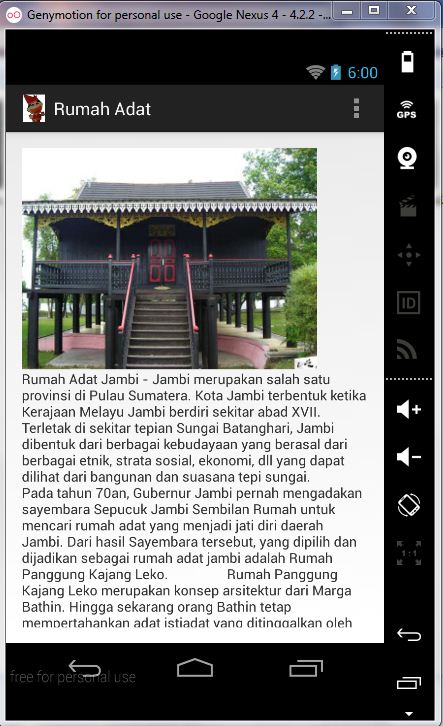 Genymotion for personal use - Google Nexus 4 - 4.2.2 -...
6:00
Rumah Adat
GPS
ID
Rumah Adat Jambi - Jambi merupakan salah satu
provinsi di Pulau Sumatera. Kota Jambi terbentuk ketika
Kerajaan Melayu Jambi berdiri sekitar abad XVII.
Terletak di sekitar tepian Sungai Batanghari, Jambi
dibentuk dari berbagai kebudayaan yang berasal dari
berbagai etnik, strata sosial, ekonomi, dll yang dapat
dilihat dari bangunan dan suasana tepi sungai.
Pada tahun 70an, Gubernur Jambi pernah mengadakan
sayembara Sepucuk Jambi Sembilan Rumah untuk
mencari rumah adat yang menjadi jati diri daerah
Jambi. Dari hasil Sayembara tersebut, yang dipilih dan
dijadikan sebagai rumah adat jambi adalah Rumah
Panggung Kajang Leko. Rumah Panggung
Kajang Leko merupakan konsep arsitektur dari Marga
Bathin. Hingga sekarang orang Bathin tetap
mempertahankan adat istiadat yang ditinggalkan oleh
1:1
free for personal use